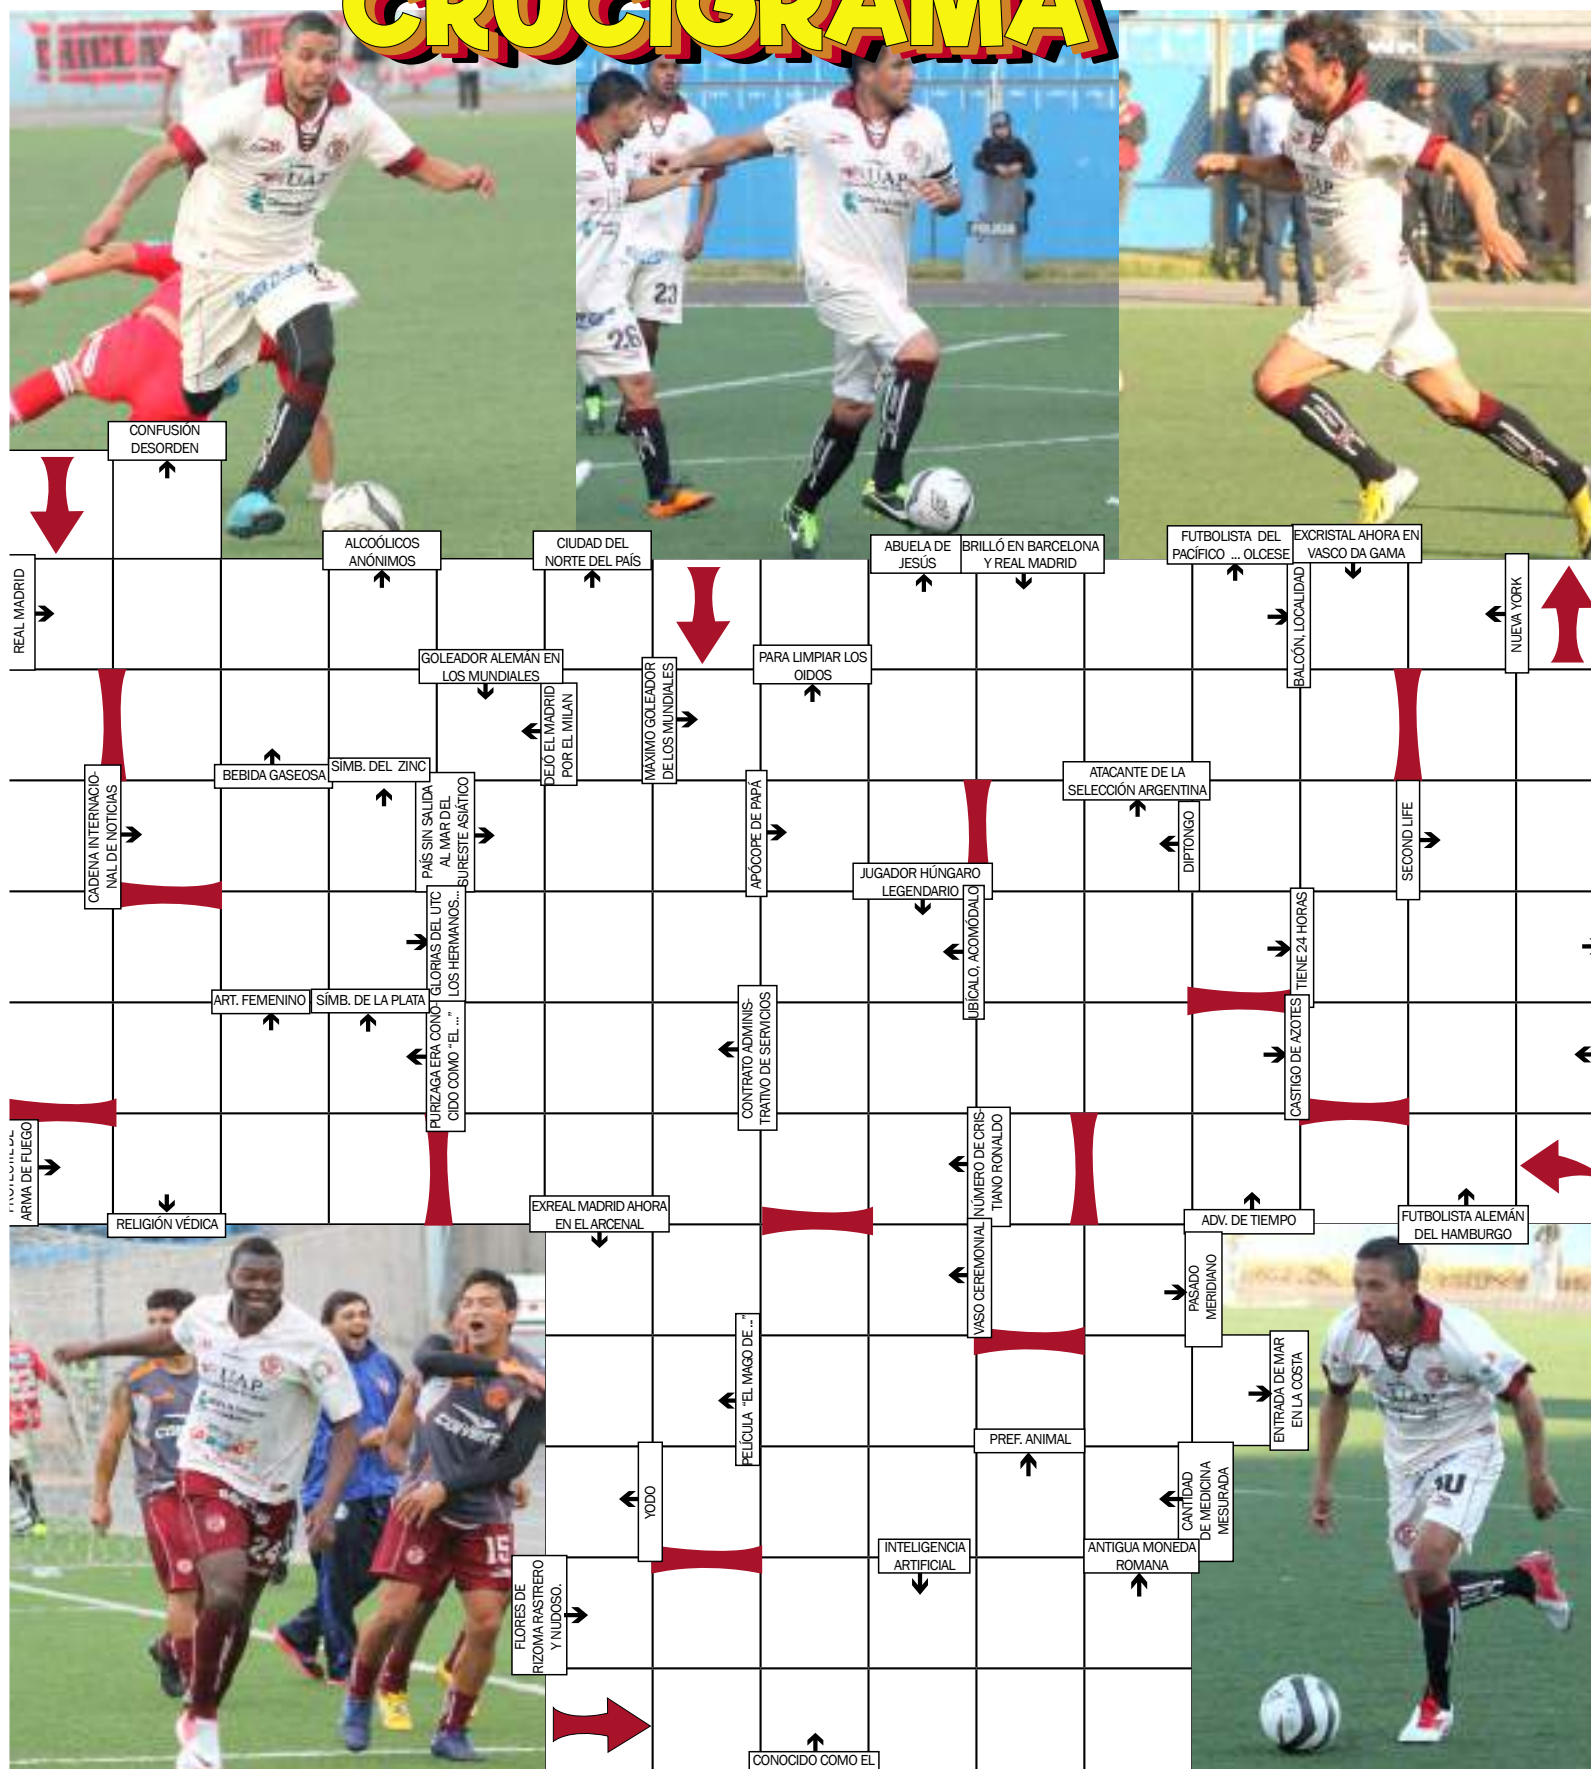 CRUCIGRAMA
UAP
UAP
UAP
POLICIA
23
26
CONFUSIÓN
DESORDEN
ALCOÓLICOS
ANÓNIMOS
CIUDAD DEL
NORTE DEL PAÍS
ABUELA DE
JESÚS
BRILLÓ EN BARCELONA
Y REAL MADRID
FUTBOLISTA DEL
PACÍFICO ... OLCESE
EXCRISTAL AHORA EN
VASCO DA GAMA
REAL MADRID
BALCÓN, LOCALIDAD
NUEVA YORK
GOLEADOR ALEMÁN EN
LOS MUNDIALES
DEJÓ EL MADRID
POR EL MILAN
MÁXIMO GOLEADOR
DE LOS MUNDIALES
PARA LIMPIAR LOS
OIDOS
BEBIDA GASEOSA
SIMB. DEL ZINC
CADENA INTERNACIO-
NAL DE NOTICIAS
PAÍS SIN SALIDA
AL MAR DEL
SURESTE ASIÁTICO
APÓCOPE DE PAPÁ
ATACANTE DE LA
SELECCIÓN ARGENTINA
DIPTONGO
SECOND LIFE
JUGADOR HÚNGARO
LEGENDARIO
GLORIAS DEL UTC
LOS HERMANOS...
UBÍCALO, ACOMÓDALO
TIENE 24 HORAS
ART. FEMENINO
SÍMB. DE LA PLATA
PURIZAGA ERA CONO-
CIDO COMO "EL ..."
CONTRATO ADMINIS-
TRATIVO DE SERVICIOS
CASTIGO DE AZOTES
ARMA DE FUEGO
RELIGIÓN VÉDICA
EXREAL MADRID AHORA
EN EL ARCENAL
NÚMERO DE CRIS-
TIANO RONALDO
ADV. DE TIEMPO
FUTBOLISTA ALEMÁN
DEL HAMBURGO
VASO CEREMONIAL
PASADO
MERIDIANO
PELÍCULA "EL MAGO DE ..."
ENTRADA DE MAR
EN LA COSTA
PREF. ANIMAL
YODO
CANTIDAD
DE MEDICINA
MESURADA
INTELIGENCIA
ARTIFICIAL
ANTIGUA MONEDA
ROMANA
FLORES DE
RIZOMA RASTRERO
Y NUDOSO.
CONOCIDO COMO EL
UAP
24
15